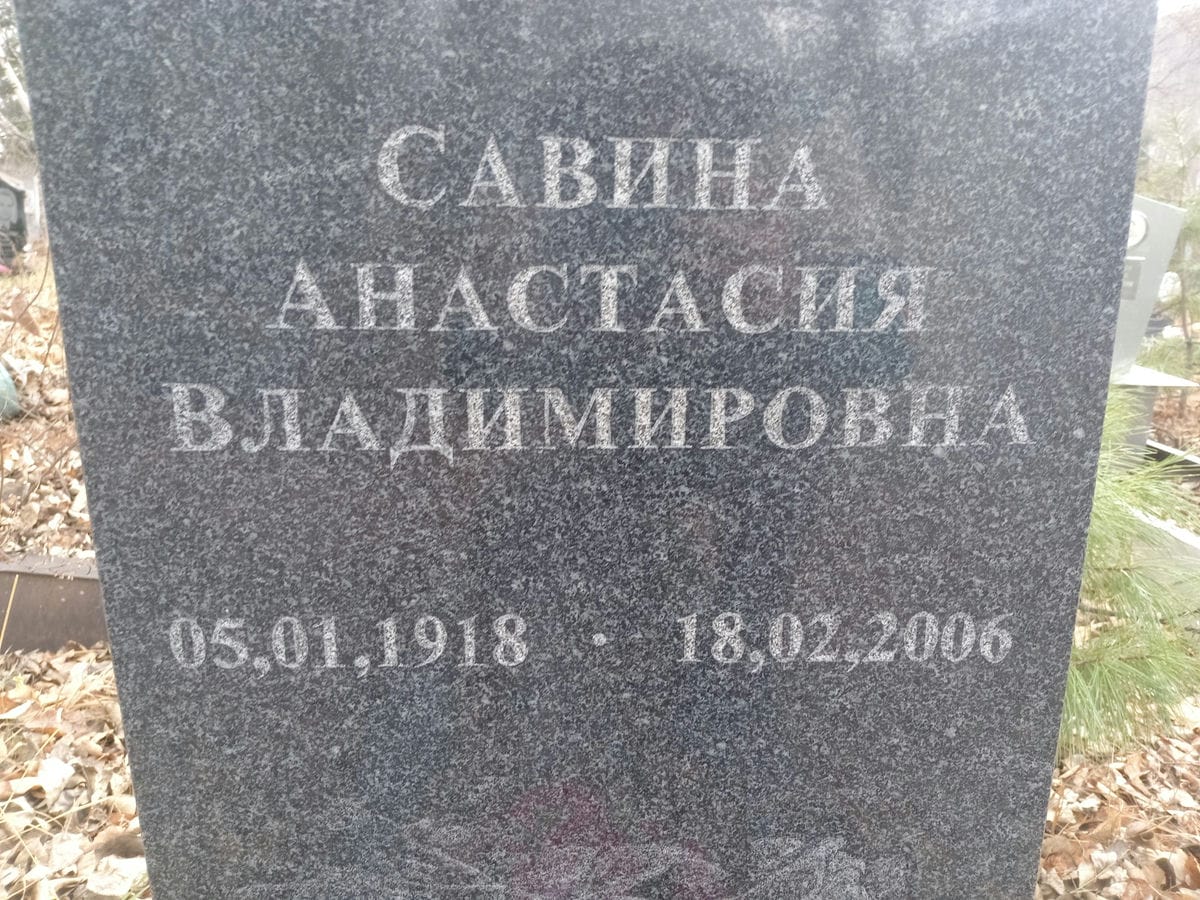 САВИНА
АНАСТАСИЯ
ВЛАДИМИРОВНА
05,01,1918 · 18,02,2006